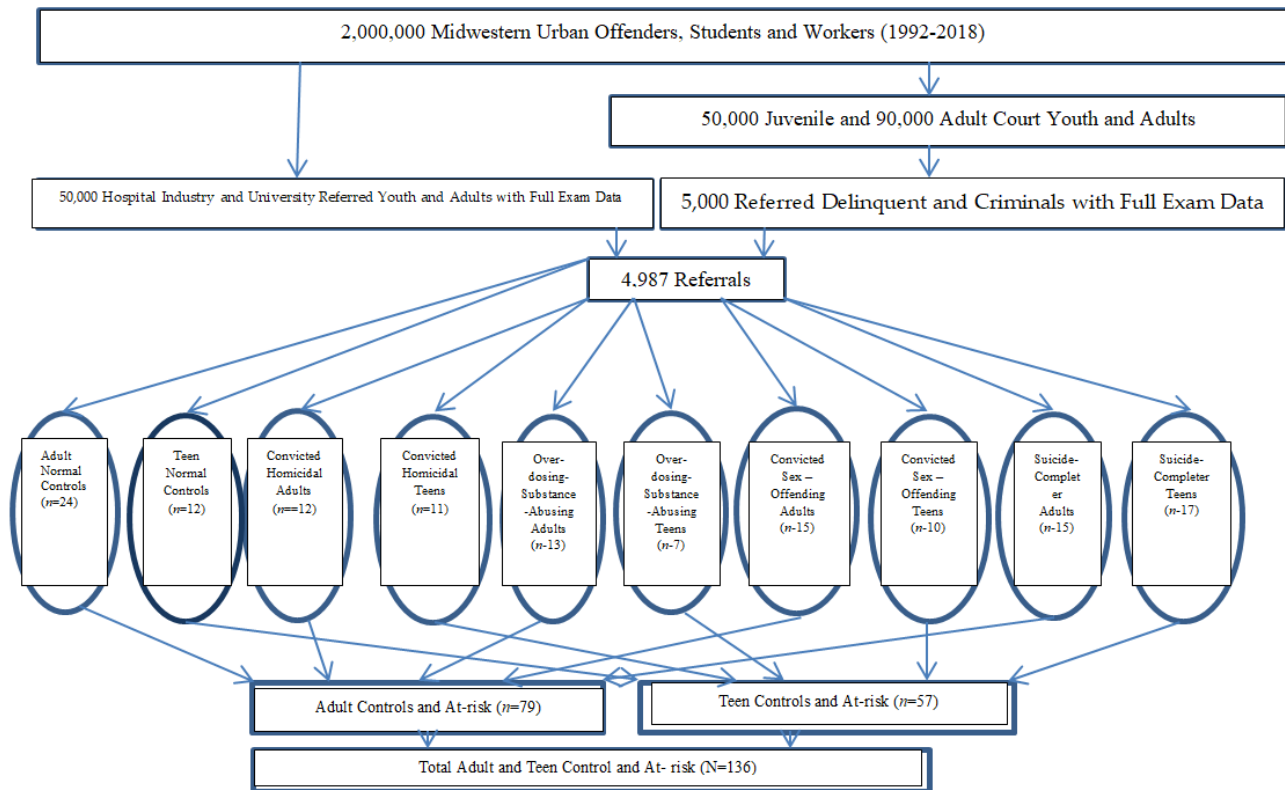 2,000,000 Midwestern Urban Offenders, Students and Workers (1992-2018)
50,000 Juvenile and 90,000 Adult Court Youth and Adults
50,000 Hospital Industry and University Referred Youth and Adults with Full Exam Data
5,000 Referred Delinquent and Criminals with Full Exam Data
4,987 Referrals
Adult
Normal
Controls
(n=24)
Teen
Normal
Controls
(n=12)
Convicted
Homicidal
Adults
(n==12)
Convicted
Homicidal
Teens
(n=11)
Over-
dosing-
Substance
-Abusing
Adults
(n-13)
Over-
dosing-
Substance
-Abusing
Teens
(n-7)
Convicted
Sex –
Offending
Adults
(n-15)
Convicted
Sex –
Offending
Teens
(n-10)
Suicide-
Complet
er
Adults
(n-15)
Suicide-
Completer
Teens
(n-17)
Adult Controls and At-risk (n=79)
Teen Controls and At-risk (n=57)
Total Adult and Teen Control and At- risk (N=136)